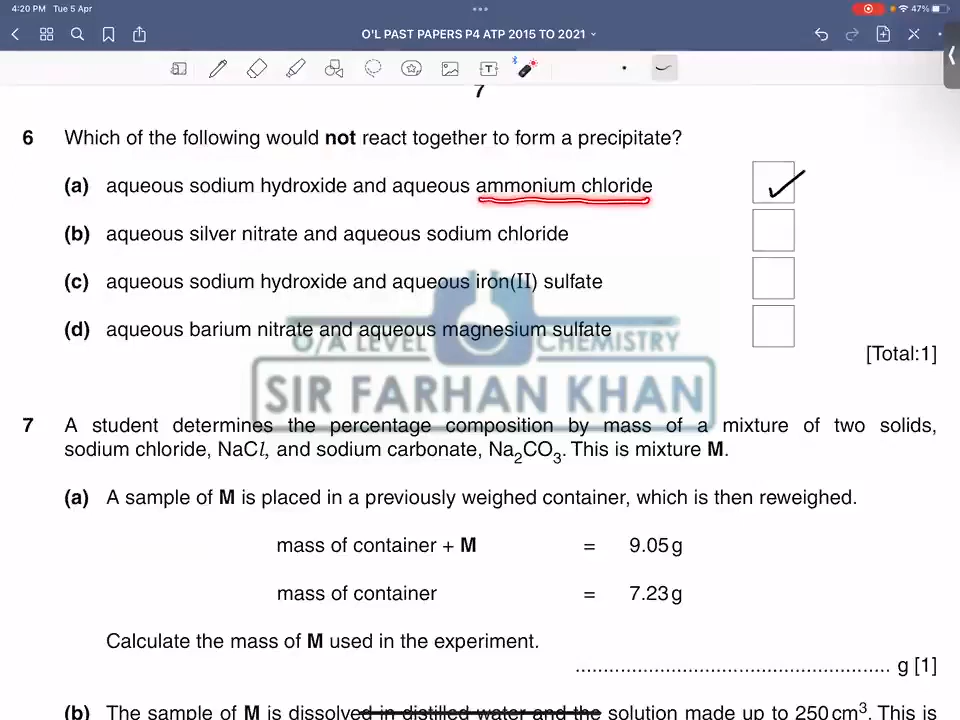 4:20 PM Tue 5 Apr
47%
O'L PAST PAPERS P4 ATP 2015 TO 2021
7
6 Which of the following would not react together to form a precipitate?
(a) aqueous sodium hydroxide and aqueous ammonium chloride
(b) aqueous silver nitrate and aqueous sodium chloride
(c) aqueous sodium hydroxide and aqueous iron(II) sulfate
(d) aqueous barium nitrate and aqueous magnesium sulfate
[Total:1]
O/A LEVEL CHEMISTRY
SIR FARHAN KHAN
7 A student determines the percentage composition by mass of a mixture of two solids,
sodium chloride, NaCl, and sodium carbonate, Na₂CO₃. This is mixture M.
(a) A sample of M is placed in a previously weighed container, which is then reweighed.
mass of container + M = 9.05 g
mass of container = 7.23 g
Calculate the mass of M used in the experiment.
.................................................... g [1]
(b) The sample of M is dissolved in distilled water and the solution made up to 250 cm³. This is